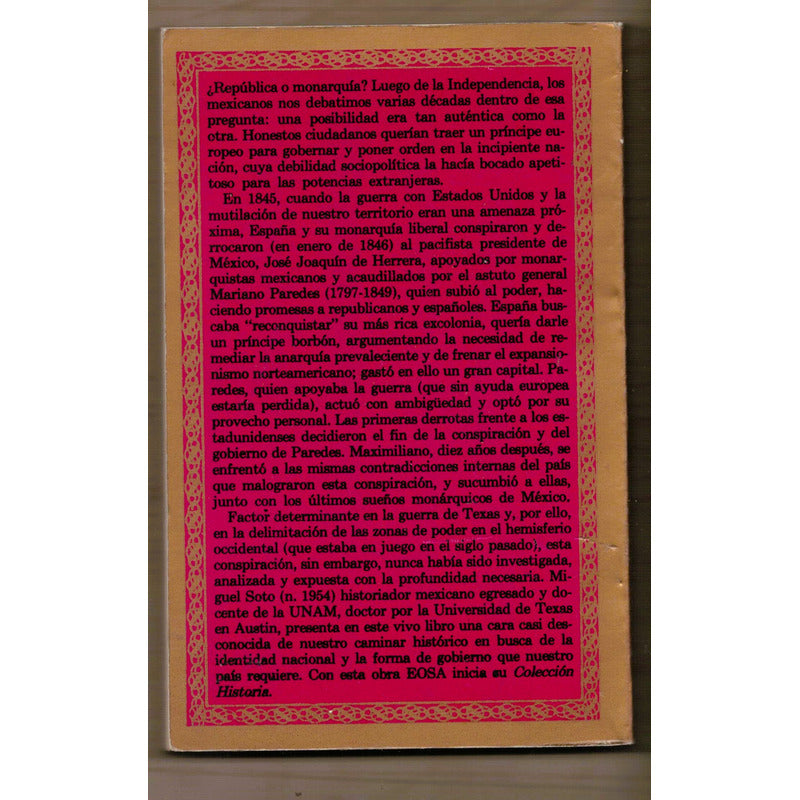 ¿República o monarquía? Luego de la Independencia, los
mexicanos nos debatimos varias décadas dentro de esa
pregunta: una posibilidad era tan auténtica como la
otra. Honestos ciudadanos querían traer un príncipe eu-
ropeo para gobernar y poner orden en la incipiente na-
ción, cuya debilidad sociopolítica la hacía bocado apeti-
toso para las potencias extranjeras.
En 1845, cuando la guerra con Estados Unidos y la
mutilación de nuestro territorio eran una amenaza pró-
xima, España y su monarquía liberal conspiraron y de-
rrocaron (en enero de 1846) al pacifista presidente de
México, José Joaquín de Herrera, apoyados por monar-
quistas mexicanos y acaudillados por el astuto general
Mariano Paredes (1797-1849), quien subió al poder, ha-
ciendo promesas a republicanos y españoles. España bus-
caba "reconquistar" su más rica excolonia, quería darle
un príncipe borbón, argumentando la necesidad de re-
mediar la anarquía prevaleciente y de frenar el expansio-
nismo norteamericano; gastó en ello un gran capital. Pa-
redes, quien apoyaba la guerra (que sin ayuda europea
estaría perdida), actuó con ambigüedad y optó por su
provecho personal. Las primeras derrotas frente a los es-
tadunidenses decidieron el fin de la conspiración y del
gobierno de Paredes. Maximiliano, diez años después, se
enfrentó a las mismas contradicciones internas del país
que malograron esta conspiración, y sucumbió a ellas,
junto con los últimos sueños monárquicos de México.
Factor determinante en la guerra de Texas y, por ello,
en la delimitación de las zonas de poder en el hemisferio
occidental (que estaba en juego en el siglo pasado), esta
conspiración, sin embargo, nunca había sido investigada,
analizada y expuesta con la profundidad necesaria. Mi-
guel Soto (n. 1954) historiador mexicano egresado y do-
cente de la UNAM, doctor por la Universidad de Texas
en Austin, presenta en este vivo libro una cara casi des-
conocida de nuestro caminar histórico en busca de la
identidad nacional y la forma de gobierno que nuestro
país requiere. Con esta obra EOSA inicia su Colección
Historia.